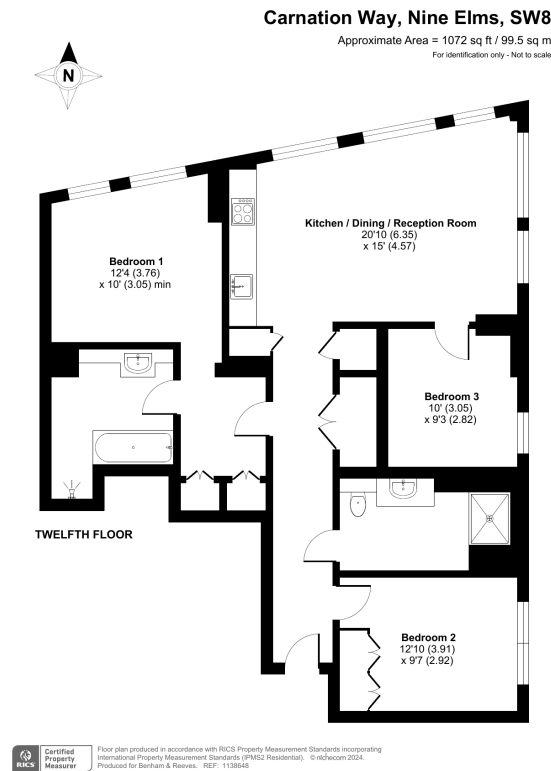 Carnation Way, Nine Elms, SW8
Approximate Area = 1072 sq ft / 99.5 sq m
For identification only - Not to scale
N
Kitchen / Dining / Reception Room
20'10 (6.35)
x 15' (4.57)
Bedroom 1
12'4 (3.76)
x 10' (3.05) min
Bedroom 3
10' (3.05)
x 9'3 (2.82)
TWELFTH FLOOR
Bedroom 2
12'10 (3.91)
x 9'7 (2.92)
RICS
Certified
Property
Measurer
Floor plan produced in accordance with RICS Property Measurement Standards incorporating
International Property Measurement Standards (IPMS2 Residential). © nichecom 2024.
Produced for Benham & Reeves. REF: 1138648